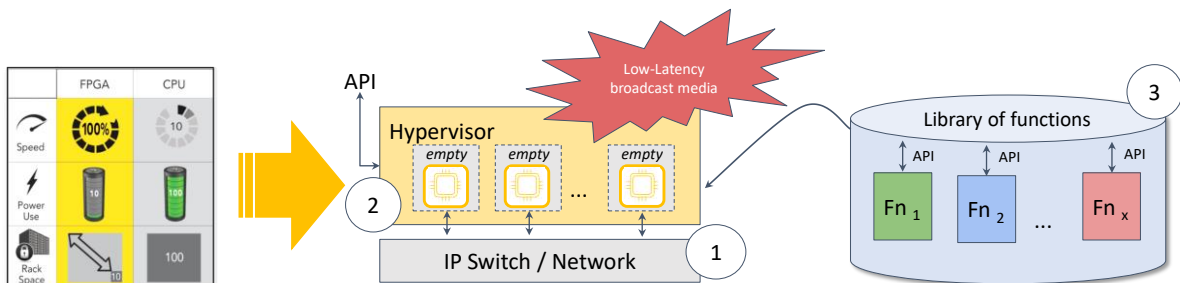 FPGA CPU
Speed
100%
10
Power
Use
10
100
Rack
Space
10
100
API
Low-Latency
broadcast media
Hypervisor
empty empty empty
...
2
IP Switch / Network
1
3
Library of functions
API API API
Fn 1
Fn 2
...
Fn x